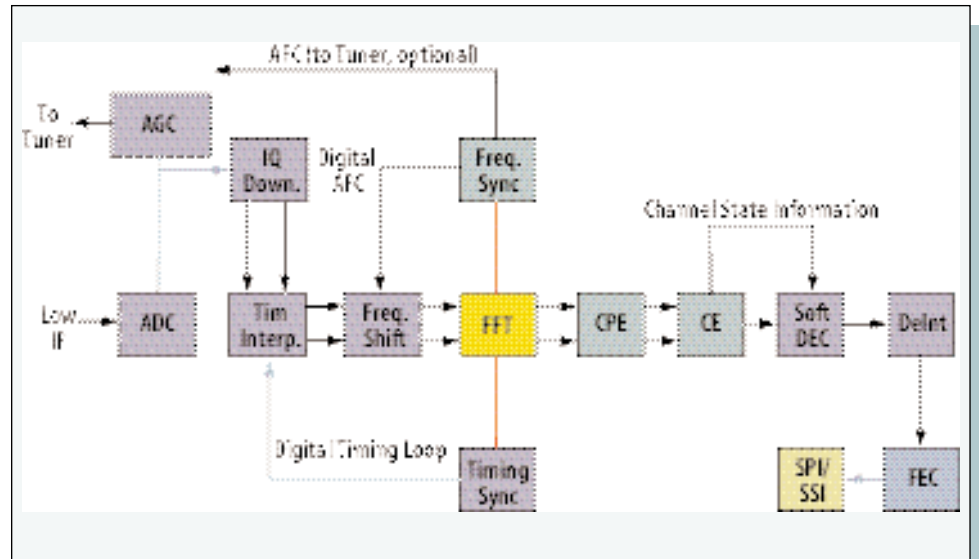 AFC (to Tuner, optional)
To
Tuner
AGC
IQ
Down.
Digital
AFC
Freq.
Sync
Channel State Information
Low
IF
ADC
Tim
Interp.
Freq.
Shift
FFT
CPE
CE
Soft
DEC
DeInt
Digital Timing Loop
Timing
Sync
SPI/
SSI
FEC